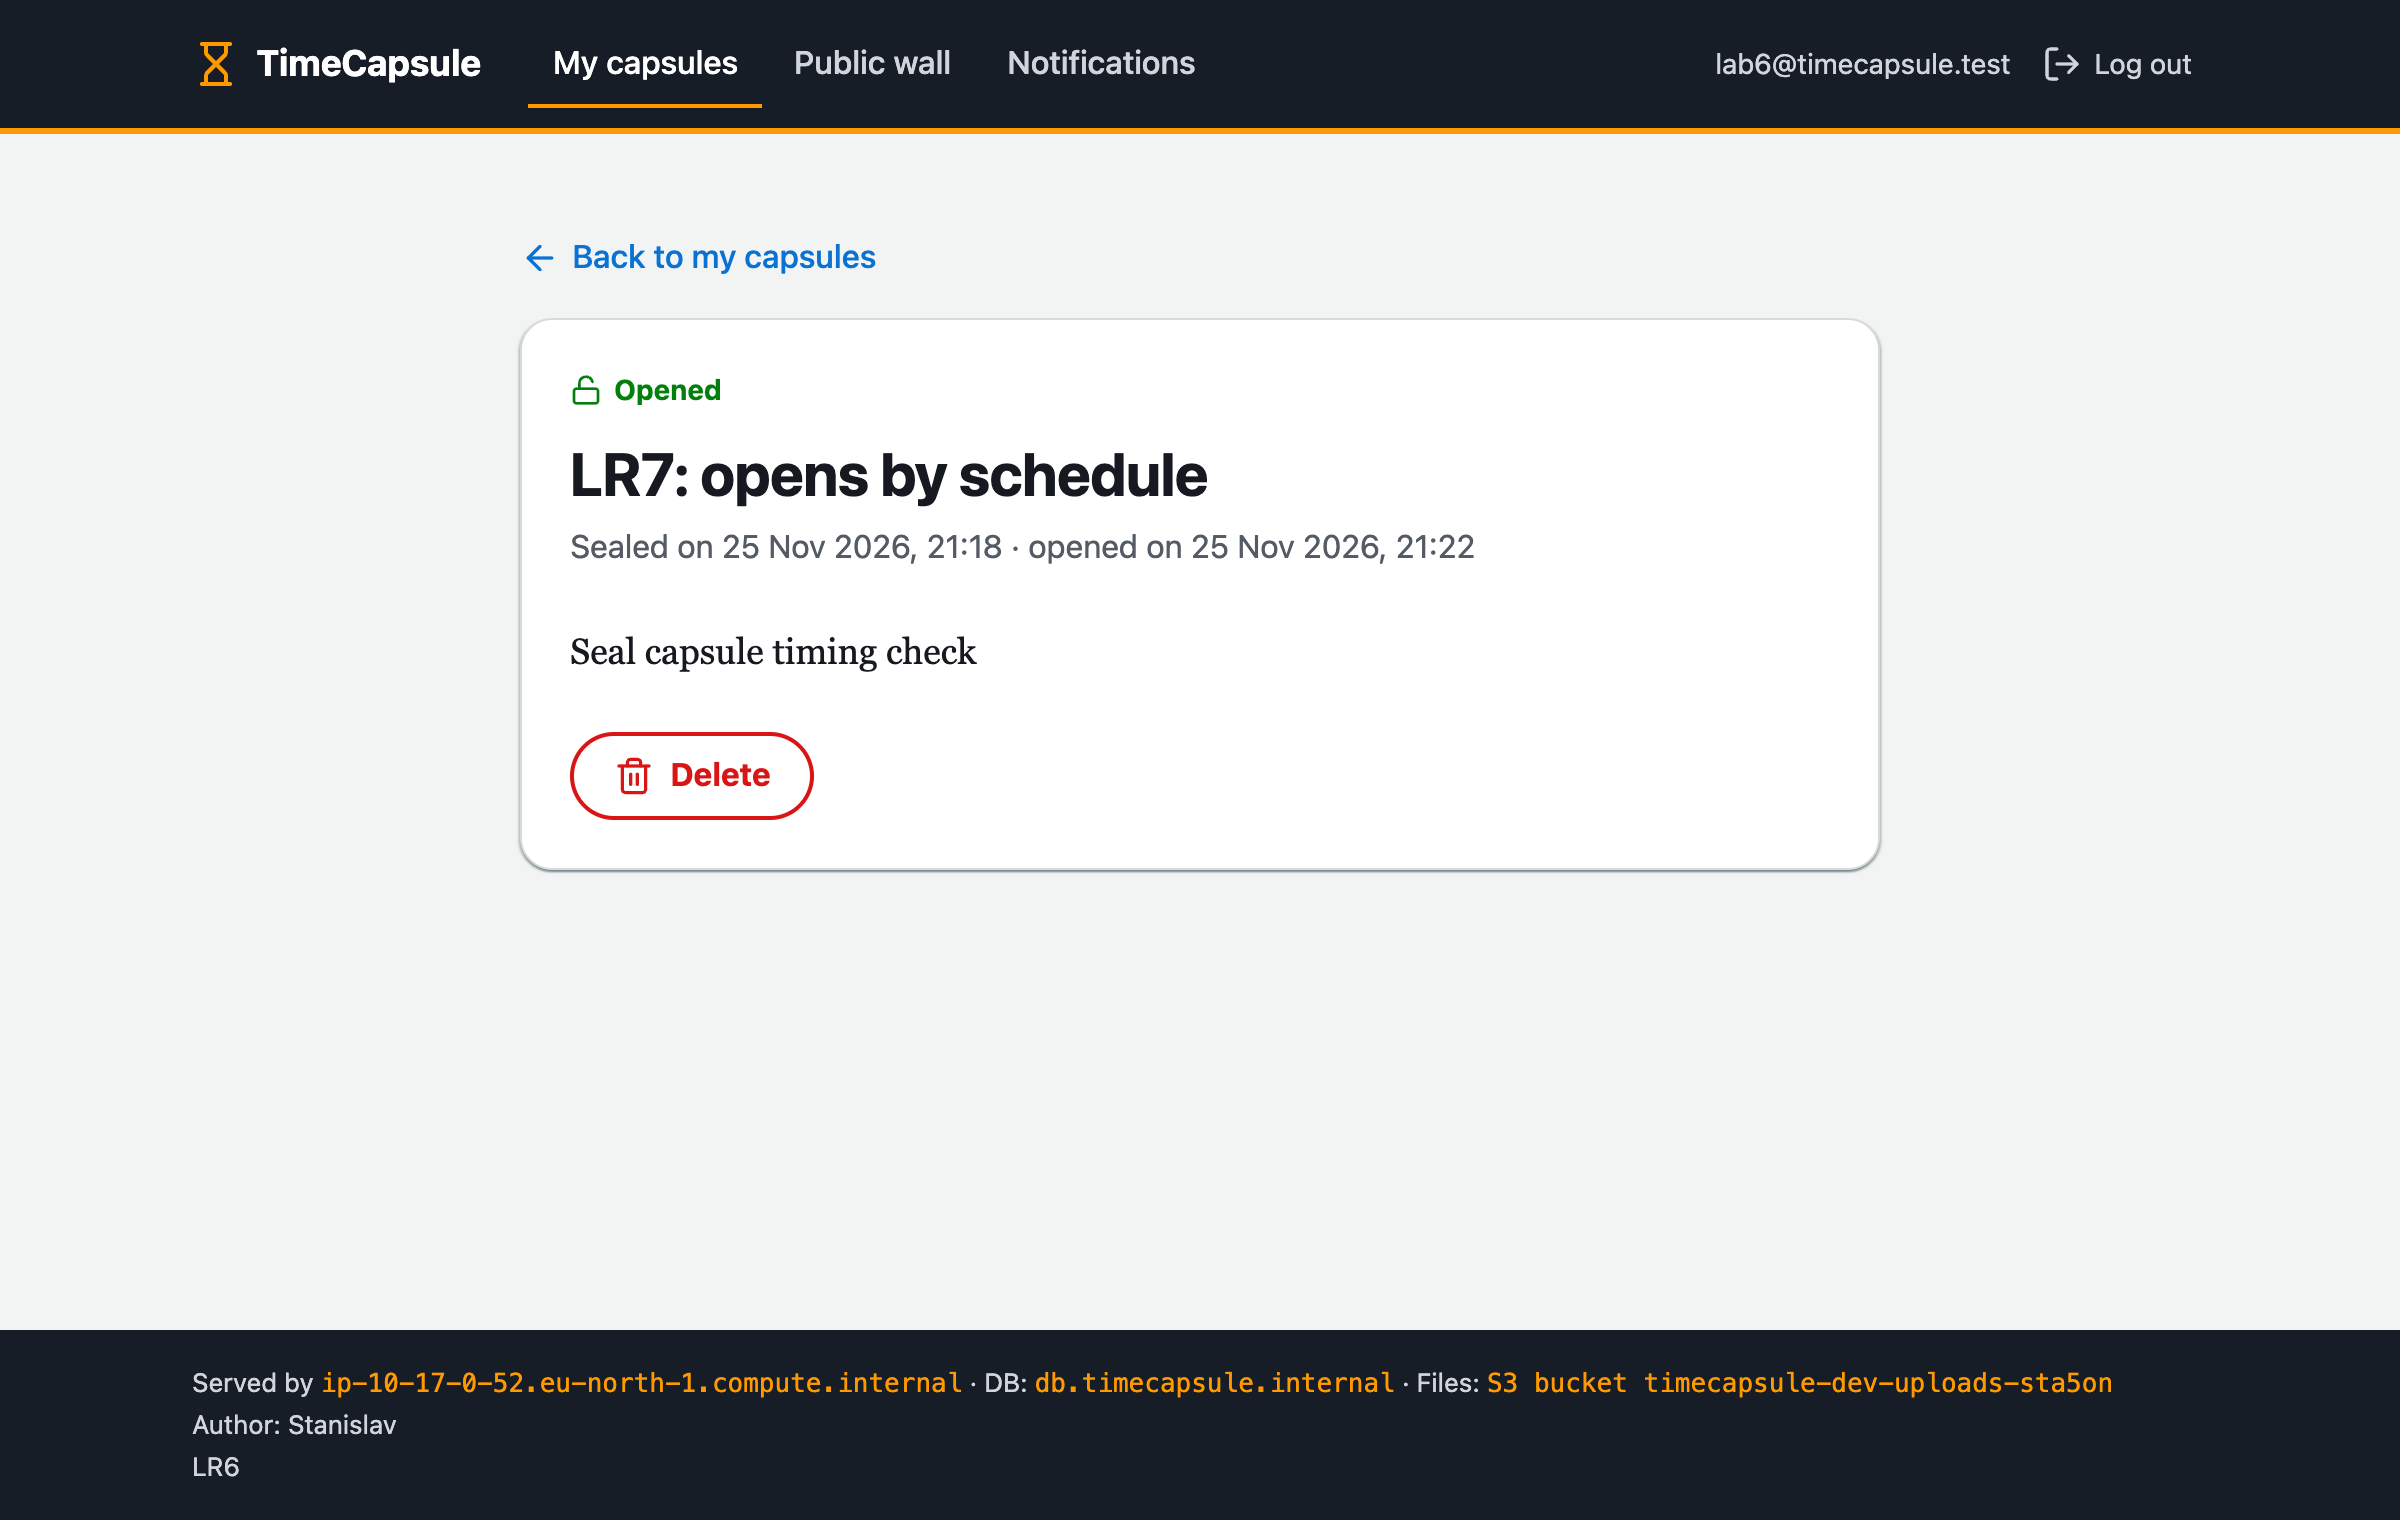 TimeCapsule My capsules Public wall Notifications lab6@timecapsule.test Log out
Back to my capsules
Opened
LR7: opens by schedule
Sealed on 25 Nov 2026, 21:18 · opened on 25 Nov 2026, 21:22
Seal capsule timing check
Delete
Served by ip-10-17-0-52.eu-north-1.compute.internal · DB: db.timecapsule.internal · Files: S3 bucket timecapsule-dev-uploads-sta5on
Author: Stanislav
LR6